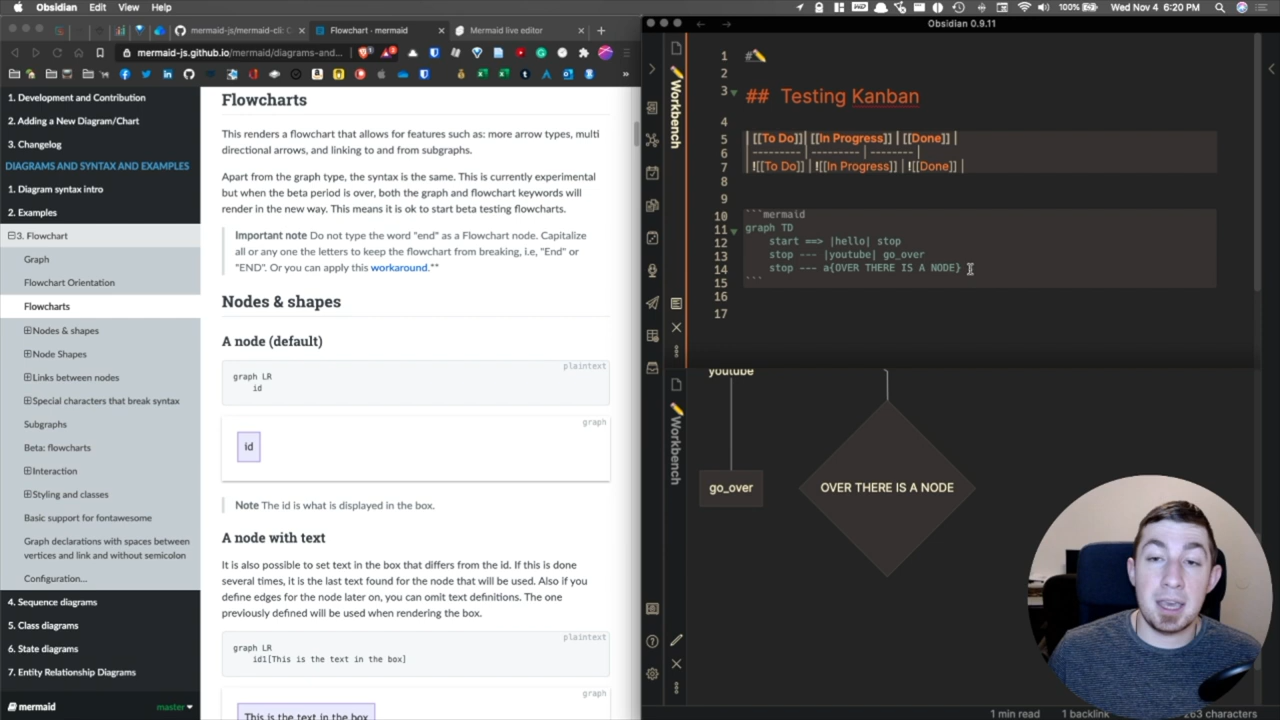 Obsidian Edit View Help
100% Wed Nov 4 6:20 PM
mermaid-js/mermaid-cli: C
Flowchart · mermaid
Mermaid live editor
mermaid-js.github.io/mermaid/diagrams-and...
1. Development and Contribution
2. Adding a New Diagram/Chart
3. Changelog
DIAGRAMS AND SYNTAX AND EXAMPLES
1. Diagram syntax intro
2. Examples
3. Flowchart
Graph
Flowchart Orientation
Flowcharts
Nodes & shapes
Node Shapes
Links between nodes
Special characters that break syntax
Subgraphs
Beta: flowcharts
Interaction
Styling and classes
Basic support for fontawesome
Graph declarations with spaces between
vertices and link and without semicolon
Configuration...
4. Sequence diagrams
5. Class diagrams
6. State diagrams
7. Entity Relationship Diagrams
mermaid
master
Flowcharts
This renders a flowchart that allows for features such as: more arrow types, multi
directional arrows, and linking to and from subgraphs.
Apart from the graph type, the syntax is the same. This is currently experimental
but when the beta period is over, both the graph and flowchart keywords will
render in the new way. This means it is ok to start beta testing flowcharts.
Important note Do not type the word "end" as a Flowchart node. Capitalize
all or any one the letters to keep the flowchart from breaking, i.e, "End" or
"END". Or you can apply this workaround.**
Nodes & shapes
A node (default)
plaintext
graph LR
id
graph
id
Note The id is what is displayed in the box.
A node with text
It is also possible to set text in the box that differs from the id. If this is done
several times, it is the last text found for the node that will be used. Also if you
define edges for the node later on, you can omit text definitions. The one
previously defined will be used when rendering the box.
plaintext
graph LR
id1[This is the text in the box]
graph
This is the text in the box
Obsidian 0.9.11
Workbench
1 #
2
3 ## Testing Kanban
4
5 | [[To Do]]| [[In Progress]] | [[Done]] |
6 | --------- | --------- | -------- |
7 | ![[To Do]] | ![[In Progress]] | ![[Done]] |
8
9
10 ```mermaid
11 graph TD
12 start ==> |hello| stop
13 stop --- |youtube| go_over
14 stop --- a{OVER THERE IS A NODE}
15 ```
16
17
Workbench
youtube
go_over
OVER THERE IS A NODE
1 min read
1 backlink
263 characters